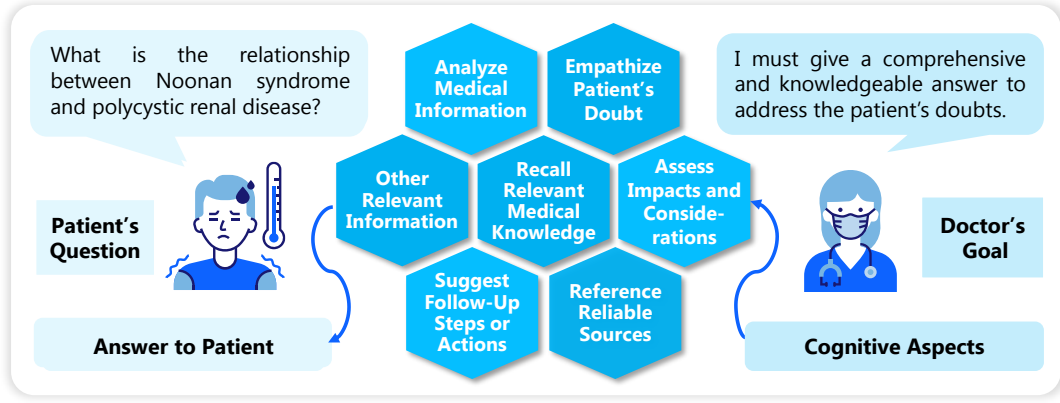 What is the relationship
between Noonan syndrome
and polycystic renal disease?
Patient's
Question
Answer to Patient
Analyze
Medical
Information
Empathize
Patient's
Doubt
Other
Relevant
Information
Recall
Relevant
Medical
Knowledge
Assess
Impacts and
Conside-
rations
Suggest
Follow-Up
Steps or
Actions
Reference
Reliable
Sources
I must give a comprehensive
and knowledgeable answer to
address the patient's doubts.
Doctor's
Goal
Cognitive Aspects